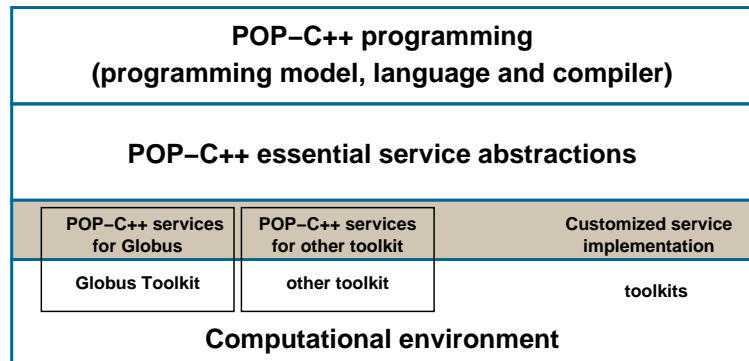 POP–C++ programming
(programming model, language and compiler)
POP–C++ essential service abstractions
POP–C++ services
for Globus
POP–C++ services
for other toolkit
Customized service
implementation
Globus Toolkit
other toolkit
toolkits
Computational environment